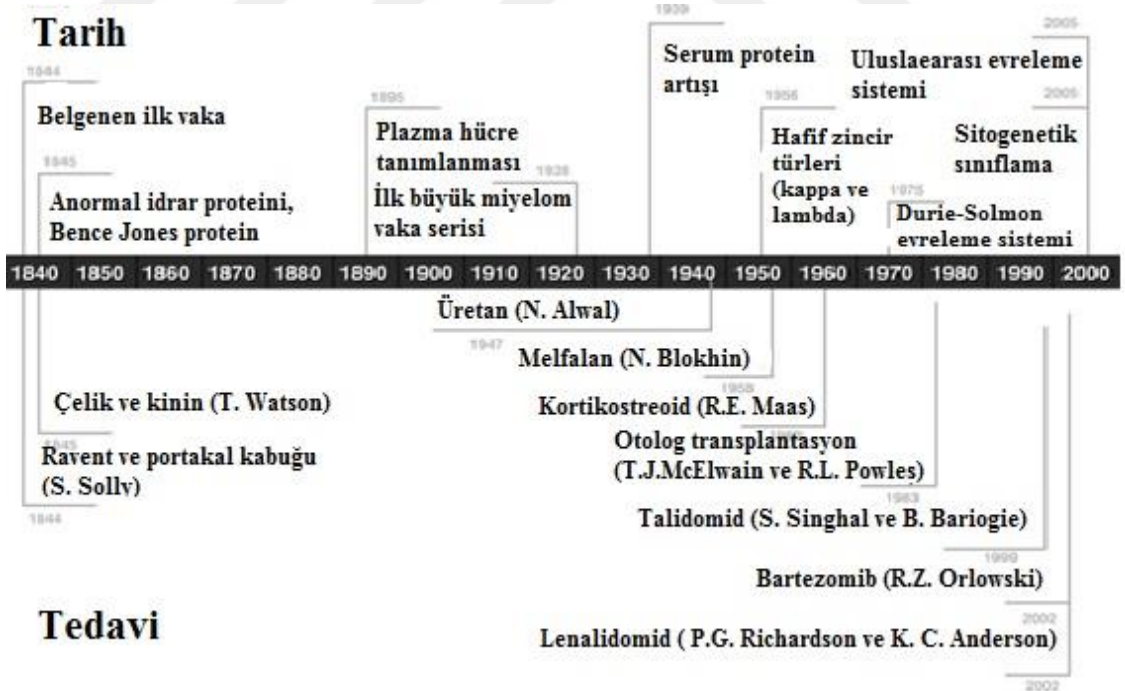 Tarih
1844
Belgenen ilk vaka
1845
Anormal idrar proteini,
Bence Jones protein
1895
Plazma hücre
tanımlanması
1928
İlk büyük miyelom
vaka serisi
1939
Serum protein
artışı
1956
Hafif zincir
türleri
(kappa ve
lambda)
2005
Uluslaearası evreleme
sistemi
2005
Sitogenetik
sınıflama
1975
Durie-Solmon
evreleme sistemi
1840 1850 1860 1870 1880 1890 1900 1910 1920 1930 1940 1950 1960 1970 1980 1990 2000
Üretan (N. Alwal)
1947
Melfalan (N. Blokhin)
1958
Çelik ve kinin (T. Watson)
1845
Kortikostreoid (R.E. Maas)
Ravent ve portakal kabuğu
(S. Solly)
1844
Otolog transplantasyon
(T.J.McElwain ve R.L. Powleş)
1983
Talidomid (S. Singhal ve B. Bariogie)
1999
Bartezomib (R.Z. Orlowski)
2002
Tedavi
Lenalidomid ( P.G. Richardson ve K. C. Anderson)
2002